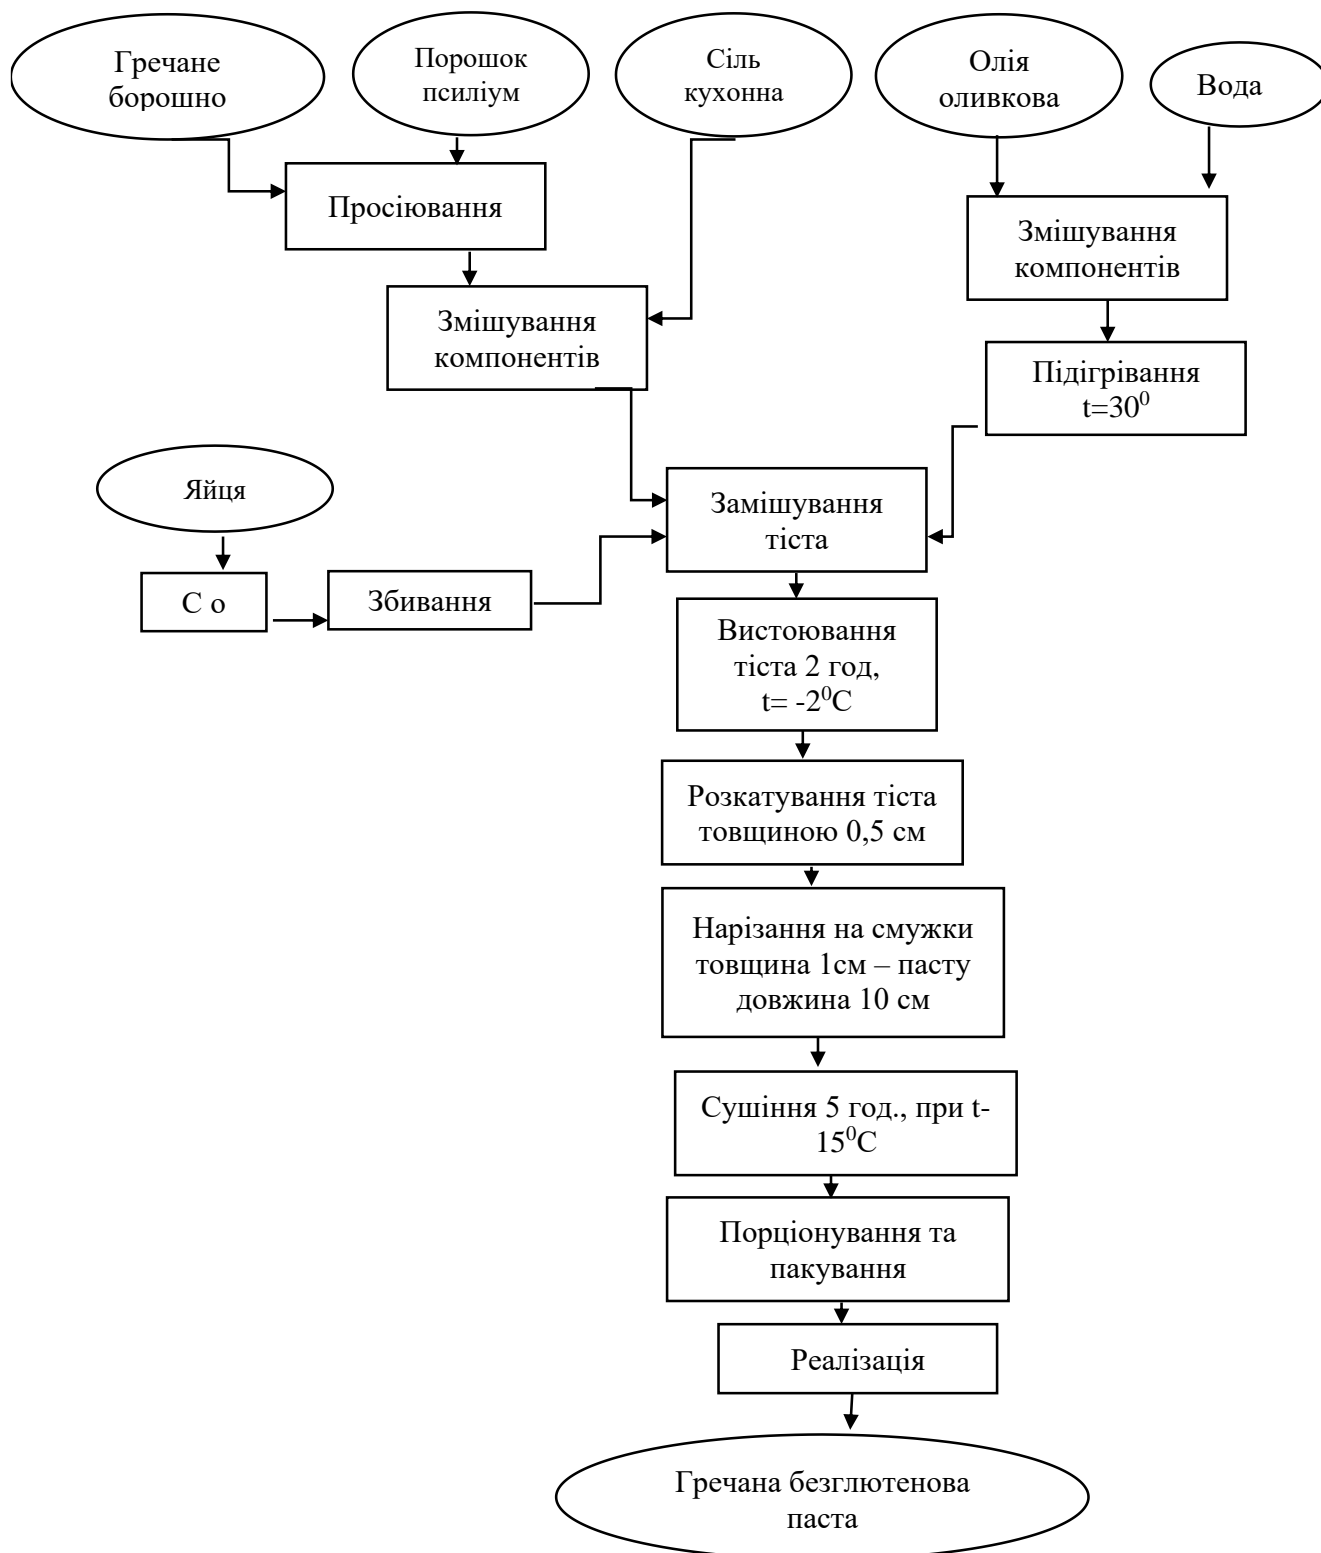 Гречане
борошно
Порошок
псиліум
Сіль
кухонна
Олія
оливкова
Вода
Просіювання
Змішування
компонентів
Змішування
компонентів
Підігрівання
t=30⁰
Яйця
С о
Збивання
Замішування
тіста
Вистоювання
тіста 2 год,
t= -2⁰С
Розкатування тіста
товщиною 0,5 см
Нарізання на смужки
товщина 1см – пасту
довжина 10 см
Сушіння 5 год., при t-
15⁰С
Порціонування та
пакування
Реалізація
Гречана безглютенова
паста